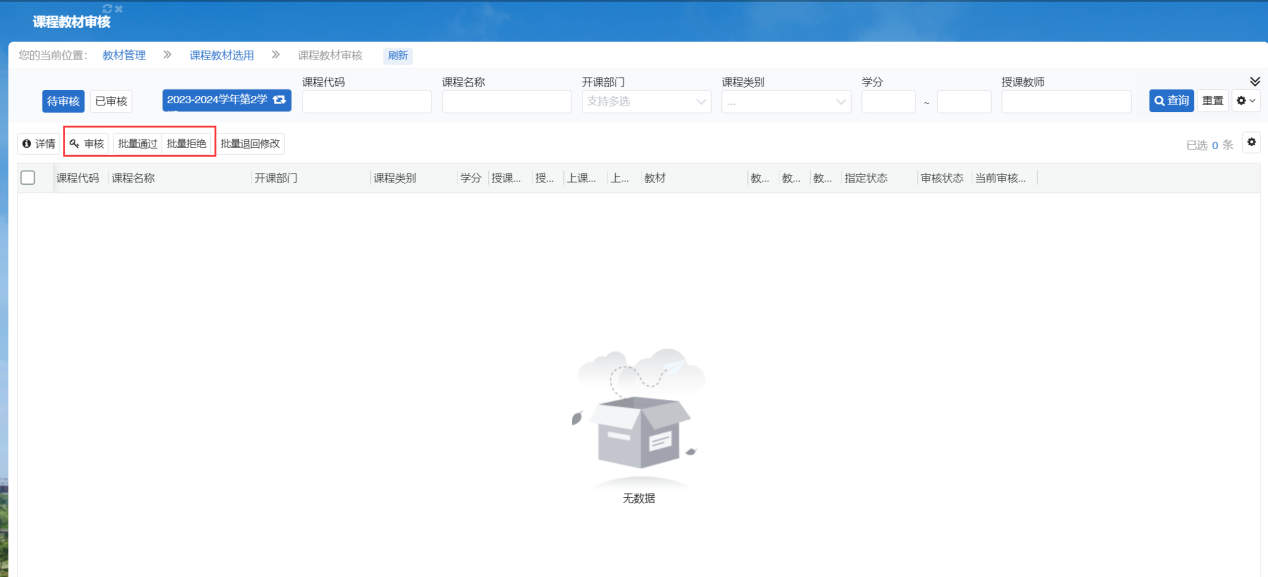 课程教材审核
您的当前位置： 教材管理 课程教材选用 课程教材审核 刷新
课程代码 课程名称 开课部门 课程类别 学分 授课教师
待审核 已审核 2023-2024学年第2学 支持多选 ... ~ 查询 重置
详情 审核 批量通过 批量拒绝 批量退回修改 已选 0 条
课程代码 课程名称 开课部门 课程类别 学分 授课... 授... 上课... 上... 教材 教... 教... 教... 指定状态 审核状态 当前审核...
无数据